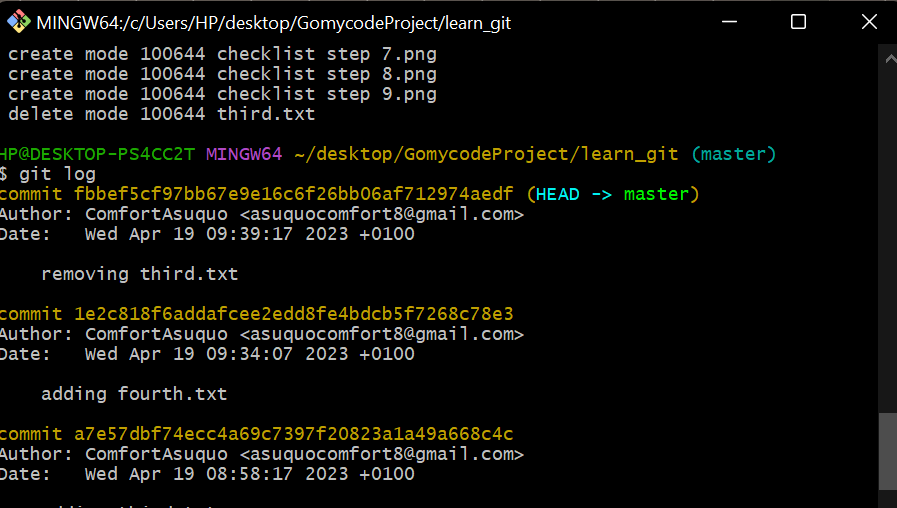 MINGW64:/c/Users/HP/desktop/GomycodeProject/learn_git
create mode 100644 checklist step 7.png
create mode 100644 checklist step 8.png
create mode 100644 checklist step 9.png
delete mode 100644 third.txt
HP@DESKTOP-PS4CC2T MINGW64 ~/desktop/GomycodeProject/learn_git (master)
$ git log
commit fbbef5cf97bb67e9e16c6f26bb06af712974aedf (HEAD -> master)
Author: ComfortAsuquo <asuquocomfort8@gmail.com>
Date:   Wed Apr 19 09:39:17 2023 +0100
removing third.txt
commit 1e2c818f6addafcee2edd8fe4bdcb5f7268c78e3
Author: ComfortAsuquo <asuquocomfort8@gmail.com>
Date:   Wed Apr 19 09:34:07 2023 +0100
adding fourth.txt
commit a7e57dbf74ecc4a69c7397f20823a1a49a668c4c
Author: ComfortAsuquo <asuquocomfort8@gmail.com>
Date:   Wed Apr 19 08:58:17 2023 +0100